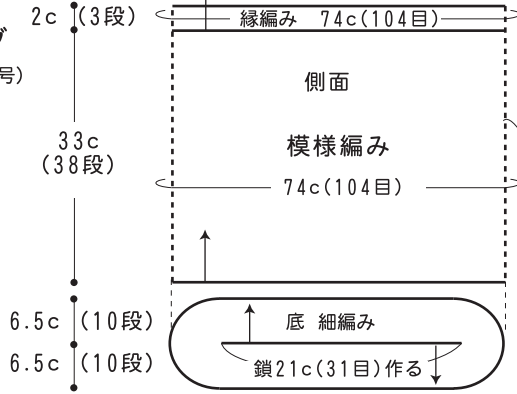 2c (3段)
縁編み 74c(104目)
グ
号)
側面
33c
(38段)
模様編み
74c(104目)
6.5c (10段)
底 細編み
6.5c (10段)
鎖21c(31目)作る